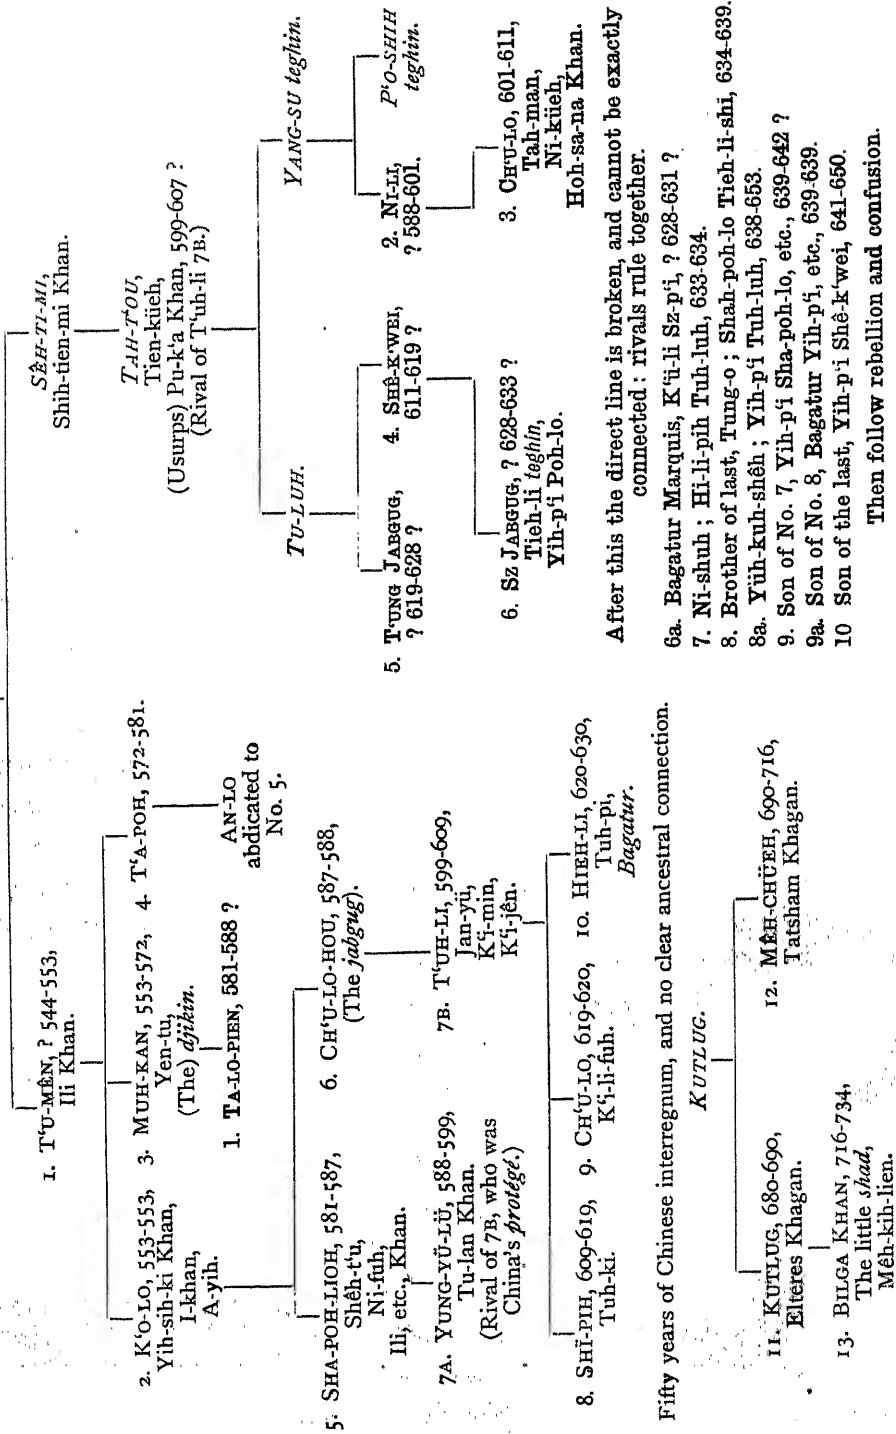 1. T‘U-MÊN, ? 544-553,
Ili Khan.
2. K‘O-LO, 553-553,
Yih-sih-ki Khan,
I-khan,
A-yih.
3. MUH-KAN, 553-572,
Yen-tu,
(The) djikin.
4. T‘A-POH, 572-581.
1. TA-LO-PIEN, 581-588 ?
AN-LO
abdicated to
No. 5.
5. SHA-POH-LIOH, 581-587,
Shêh-t‘u,
Ni-fuh,
Ili, etc., Khan.
6. CH‘U-LO-HOU, 587-588,
(The jabgug).
7A. YUNG-YÜ-LÜ, 588-599,
Tu-lan Khan.
(Rival of 7B, who was
China's protégé.)
7B. T‘UH-LI, 599-609,
Jan-yü,
K‘i-min,
K‘i-jên.
8. SHÏ-PIH, 609-619,
Tuh-ki.
9. CH‘U-LO, 619-620,
K‘i-li-fuh.
10. HIEH-LI, 620-630,
Tuh-pi,
Bagatur.
Fifty years of Chinese interregnum, and no clear ancestral connection.
KUTLUG.
11. KUTLUG, 680-690,
Elteres Khagan.
12. MÊH-CHÜEH, 690-716,
Tatsham Khagan.
13. BILGA KHAN, 716-734,
The little shad,
Mêh-kih-lien.
SÊH-TI-MI,
Shih-tien-mi Khan.
TAH-T‘OU,
Tien-küeh,
(Usurps) Pu-k‘a Khan, 599-607 ?
(Rival of T‘uh-li 7B.)
TU-LUH.
YANG-SU teghin.
5. T‘UNG JABGUG,
? 619-628 ?
4. SHÊ-K‘WEI,
611-619 ?
2. NI-LI,
? 588-601.
P‘O-SHIH
teghin.
6. SZ JABGUG, ? 628-633 ?
Tieh-li teghin,
Yih-p‘i Poh-lo.
3. CH‘U-LO, 601-611,
Tah-man,
Ni-küeh,
Hoh-sa-na Khan.
After this the direct line is broken, and cannot be exactly
connected: rivals rule together.
6a. Bagatur Marquis, K‘ü-li Sz-p‘i, ? 628-631 ?
7. Ni-shuh ; Hi-li-pih Tuh-luh, 633-634.
8. Brother of last, Tung-o ; Shah-poh-lo Tieh-li-shi, 634-639.
8a. Yüh-kuh-shêh ; Yih-p‘i Tuh-luh, 638-653.
9. Son of No. 7, Yih-p‘i Sha-poh-lo, etc., 639-642 ?
9a. Son of No. 8, Bagatur Yih-p‘i, etc., 639-639.
10 Son of the last, Yih-p‘i Shê-k‘wei, 641-650.
Then follow rebellion and confusion.